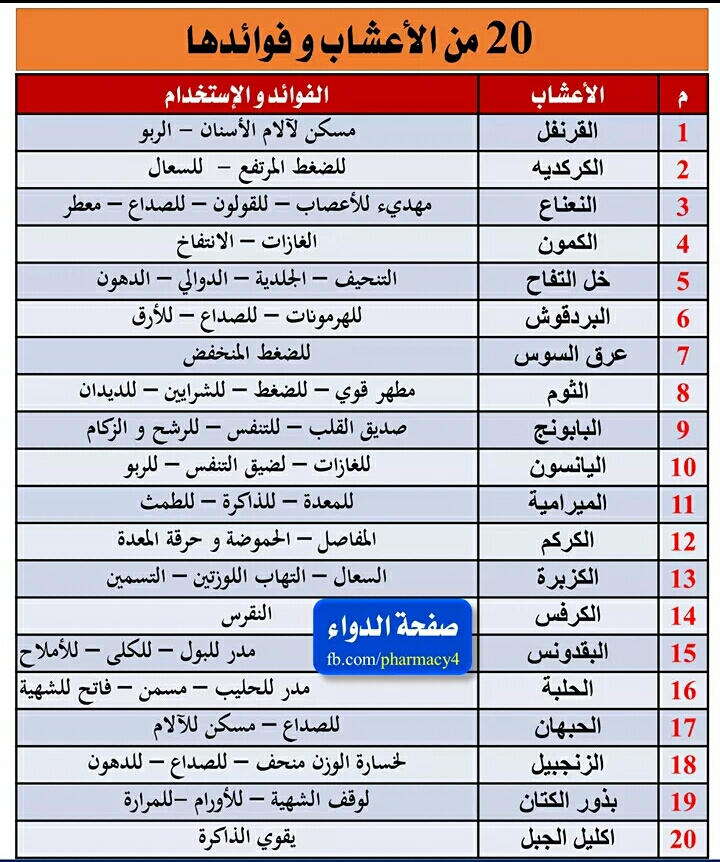 20 من الأعشاب و فوائدها
م الأعشاب الفوائد و الإستخدام
1 القرنفل مسكن لآلام الأسنان – الربو
2 الكركديه للضغط المرتفع – للسعال
3 النعناع مهديء للأعصاب – للقولون – للصداع – معطر
4 الكمون الغازات – الانتفاخ
5 خل التفاح التنحيف – الجلدية – الدوالي – الدهون
6 البردقوش للهرمونات – للصداع – للأرق
7 عرق السوس للضغط المنخفض
8 الثوم مطهر قوي – للضغط – للشرايين – للديدان
9 البابونج صديق القلب – للتنفس – للرشح و الزكام
10 اليانسون للغازات – لضيق التنفس – للربو
11 الميرامية للمعدة – للذاكرة – للطمث
12 الكركم المفاصل – الحموضة و حرقة المعدة
13 الكزبرة السعال – التهاب اللوزتين – التسمين
14 الكرفس النقرس
صفحة الدواء
fb.com/pharmacy4
15 البقدونس مدر للبول – للكلى – للأملاح
16 الحلبة مدر للحليب – مسمن – فاتح للشهية
17 الحبهان للصداع – مسكن للآلام
18 الزنجبيل لخسارة الوزن منحف – للصداع – للدهون
19 بذور الكتان لوقف الشهية – للأورام –للمرارة
20 اكليل الجبل يقوي الذاكرة